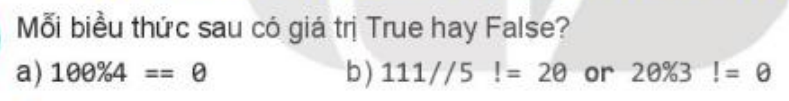 Mỗi biểu thức sau có giá trị True hay False?
a) 100%4 == 0 b) 111//5 != 20 or 20%3 != 0